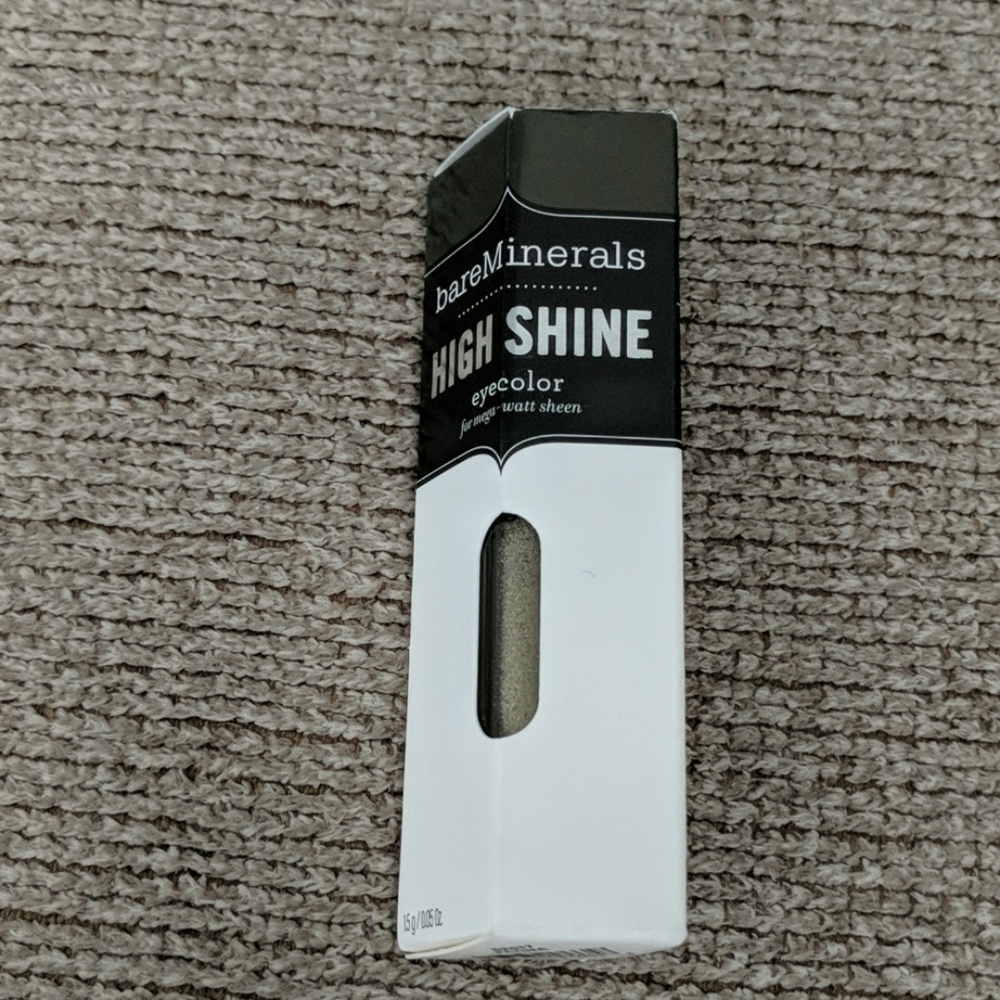 bareMinerals
HIGH SHINE
eyecolor
for mega-watt sheen
1.5 g / 0.05 Oz